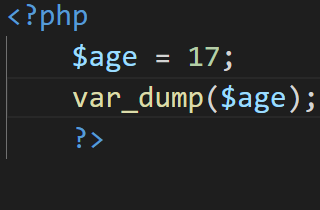 <?php
$age = 17;
var_dump($age);
?>